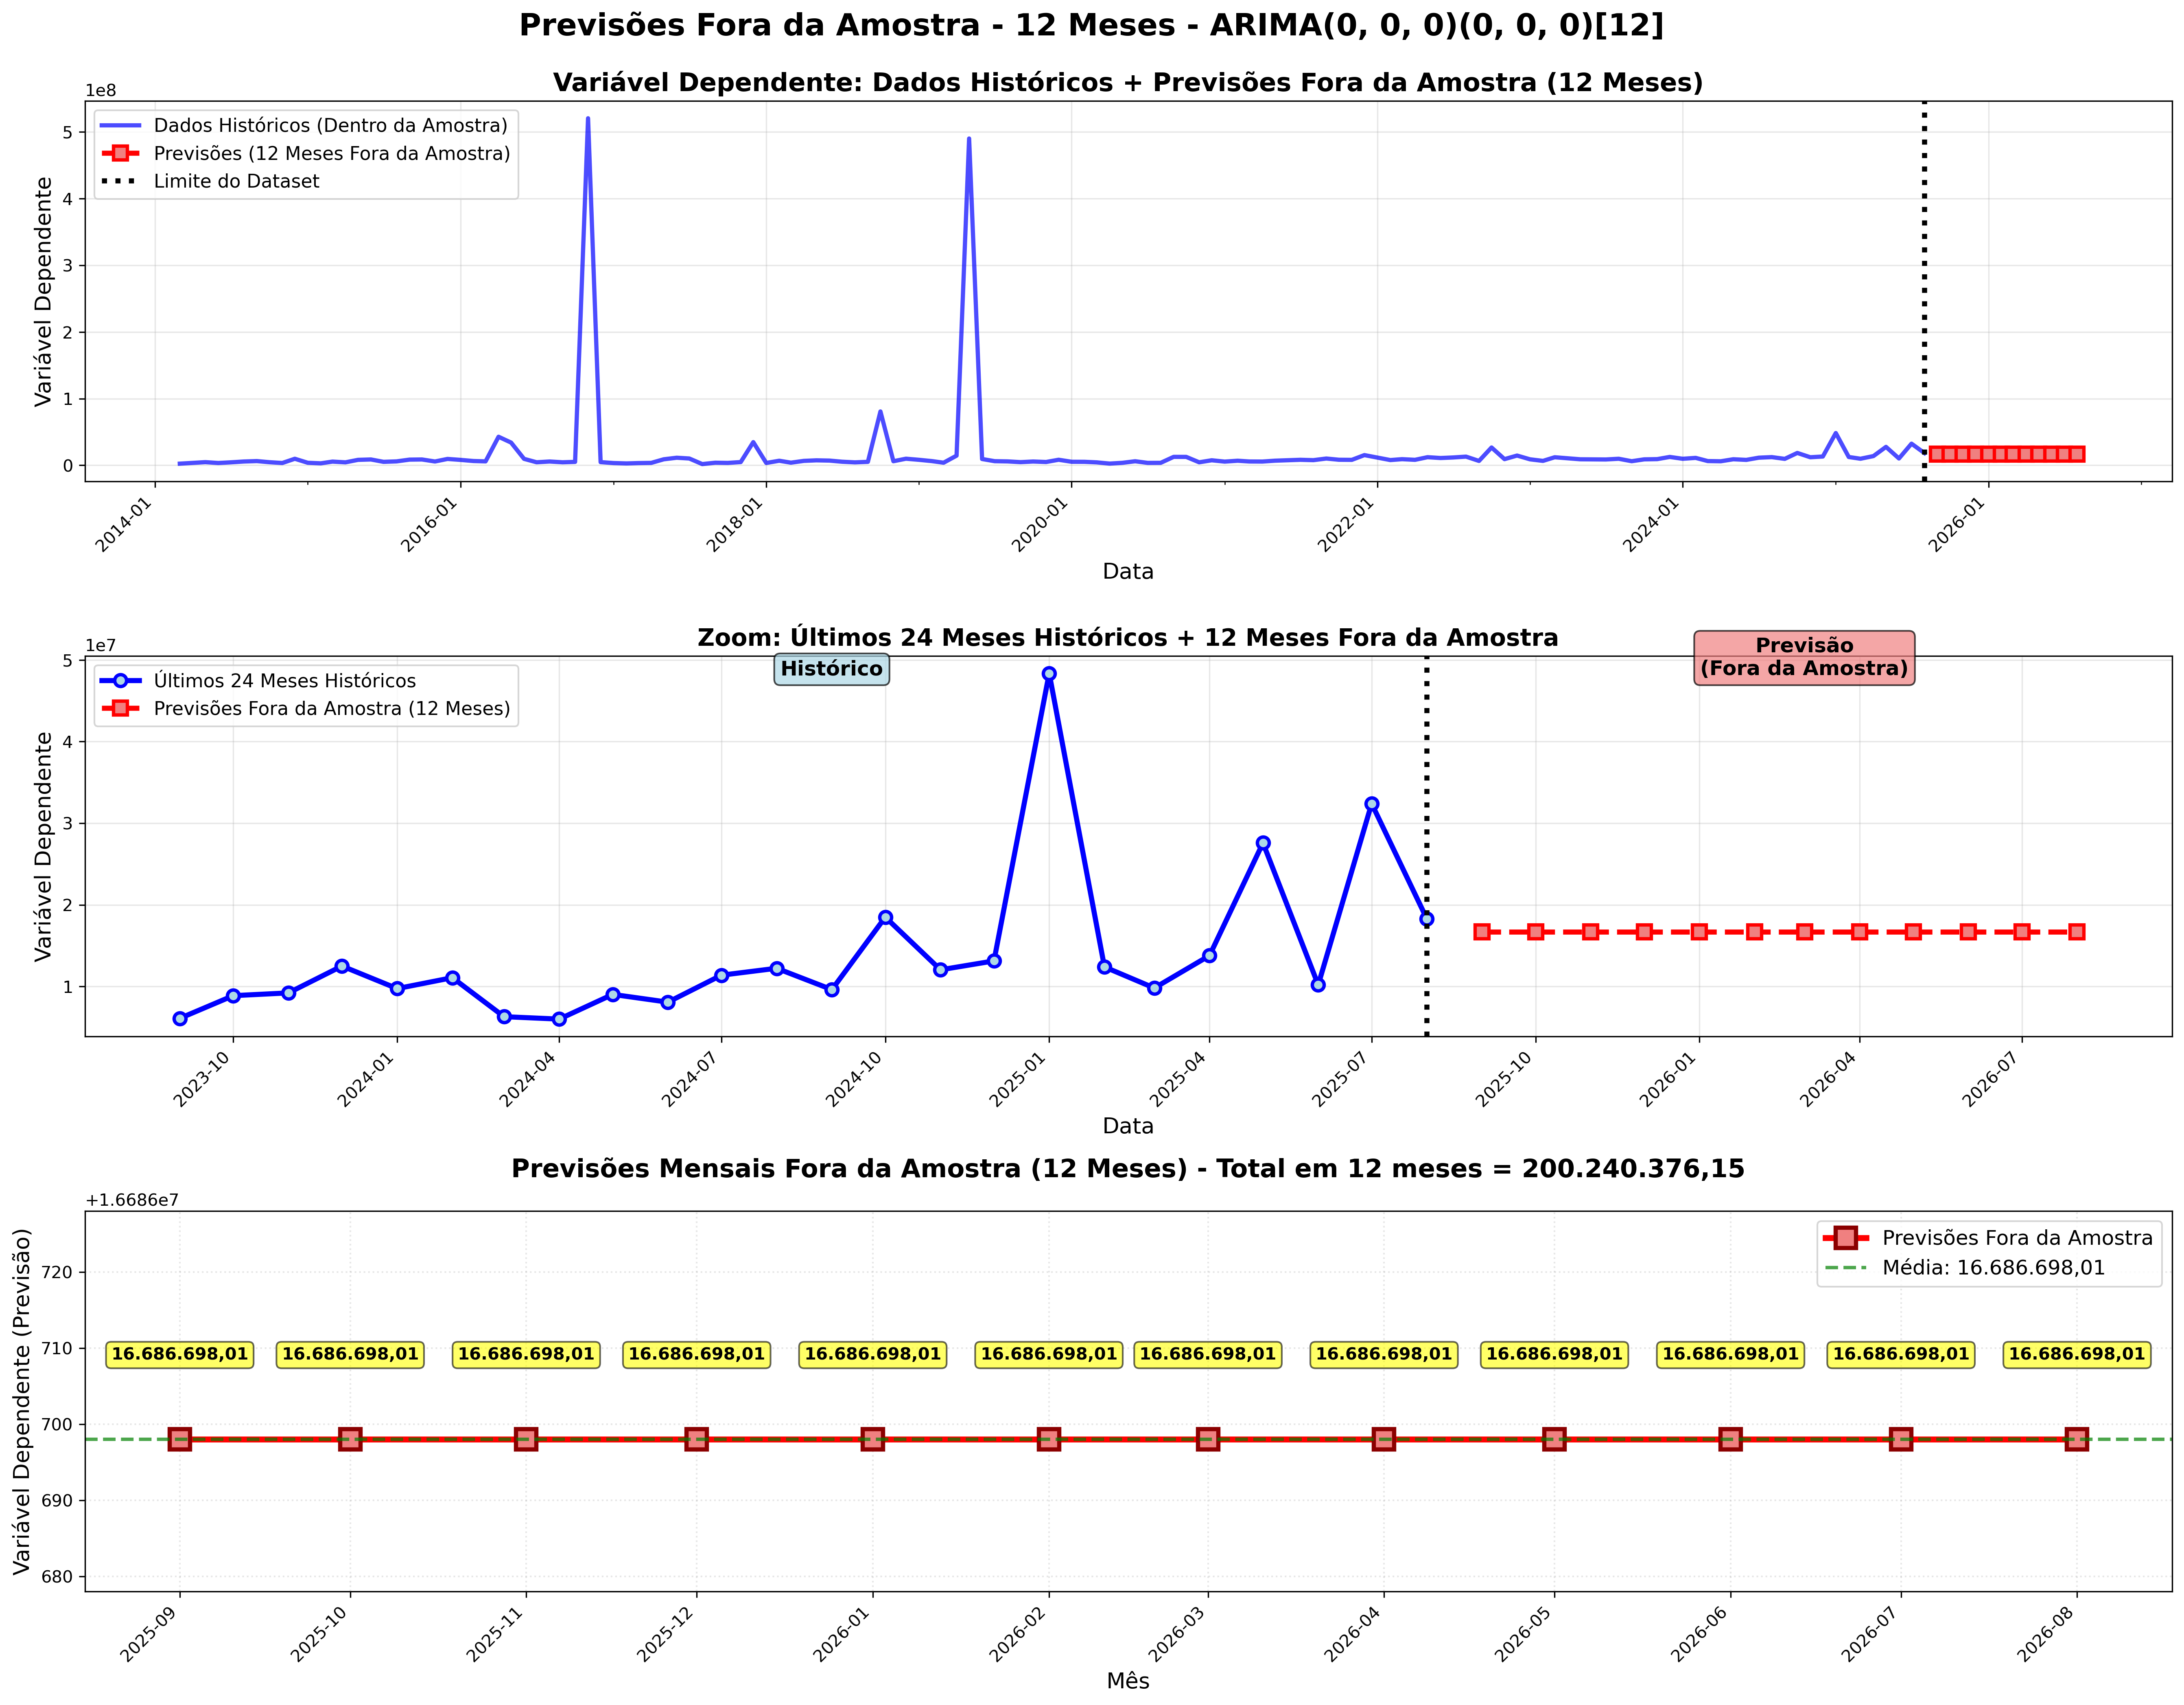 Previsões Fora da Amostra - 12 Meses - ARIMA(0, 0, 0)(0, 0, 0)[12]
Variável Dependente: Dados Históricos + Previsões Fora da Amostra (12 Meses)
1e8
Dados Históricos (Dentro da Amostra)
Previsões (12 Meses Fora da Amostra)
Limite do Dataset
Variável Dependente
5
4
3
2
1
0
2014-01
2016-01
2018-01
2020-01
2022-01
2024-01
2026-01
Data
Zoom: Últimos 24 Meses Históricos + 12 Meses Fora da Amostra
1e7
Últimos 24 Meses Históricos
Previsões Fora da Amostra (12 Meses)
Histórico
Previsão
(Fora da Amostra)
Variável Dependente
5
4
3
2
1
2023-10
2024-01
2024-04
2024-07
2024-10
2025-01
2025-04
2025-07
2025-10
2026-01
2026-04
2026-07
Data
Previsões Mensais Fora da Amostra (12 Meses) - Total em 12 meses = 200.240.376,15
+1.6686e7
Previsões Fora da Amostra
Média: 16.686.698,01
Variável Dependente (Previsão)
720
710
700
690
680
16.686.698,01
16.686.698,01
16.686.698,01
16.686.698,01
16.686.698,01
16.686.698,01
16.686.698,01
16.686.698,01
16.686.698,01
16.686.698,01
16.686.698,01
16.686.698,01
2025-09
2025-10
2025-11
2025-12
2026-01
2026-02
2026-03
2026-04
2026-05
2026-06
2026-07
2026-08
Mês